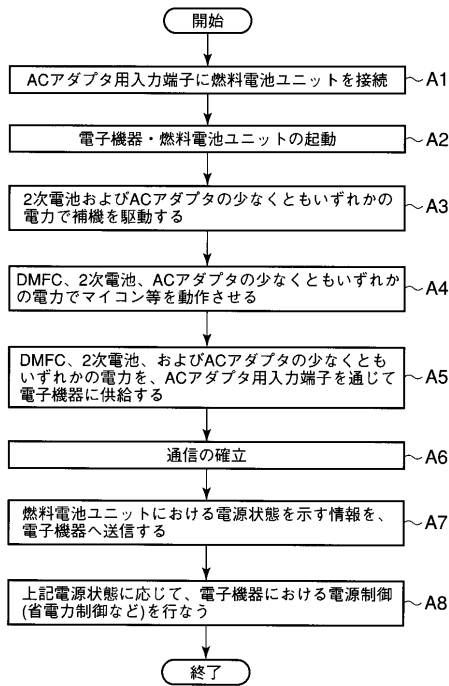 開始
ACアダプタ用入力端子に燃料電池ユニットを接続
A1
電子機器・燃料電池ユニットの起動
A2
2次電池およびACアダプタの少なくともいずれかの
電力で補機を駆動する
A3
DMFC、2次電池、ACアダプタの少なくともいずれか
の電力でマイコン等を動作させる
A4
DMFC、2次電池、およびACアダプタの少なくとも
いずれかの電力を、ACアダプタ用入力端子を通じて
電子機器に供給する
A5
通信の確立
A6
燃料電池ユニットにおける電源状態を示す情報を、
電子機器へ送信する
A7
上記電源状態に応じて、電子機器における電源制御
(省電力制御など)を行なう
A8
終了